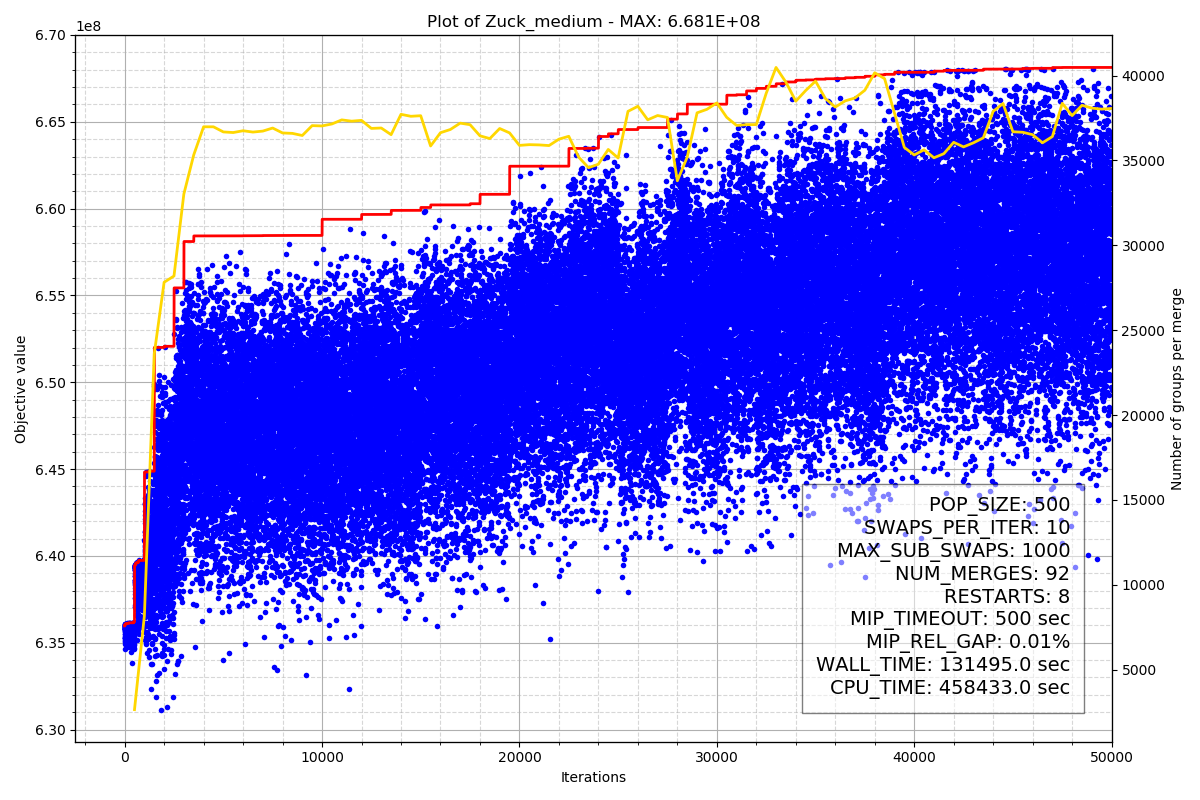 Plot of Zuck_medium - MAX: 6.681E+08
1e8
6.70
6.65
6.60
6.55
6.50
6.45
6.40
6.35
6.30
Objective value
40000
35000
30000
25000
20000
15000
10000
5000
Number of groups per merge
POP_SIZE: 500
SWAPS_PER_ITER: 10
MAX_SUB_SWAPS: 1000
NUM_MERGES: 92
RESTARTS: 8
MIP_TIMEOUT: 500 sec
MIP_REL_GAP: 0.01%
WALL_TIME: 131495.0 sec
CPU_TIME: 458433.0 sec
0 10000 20000 30000 40000 50000
Iterations